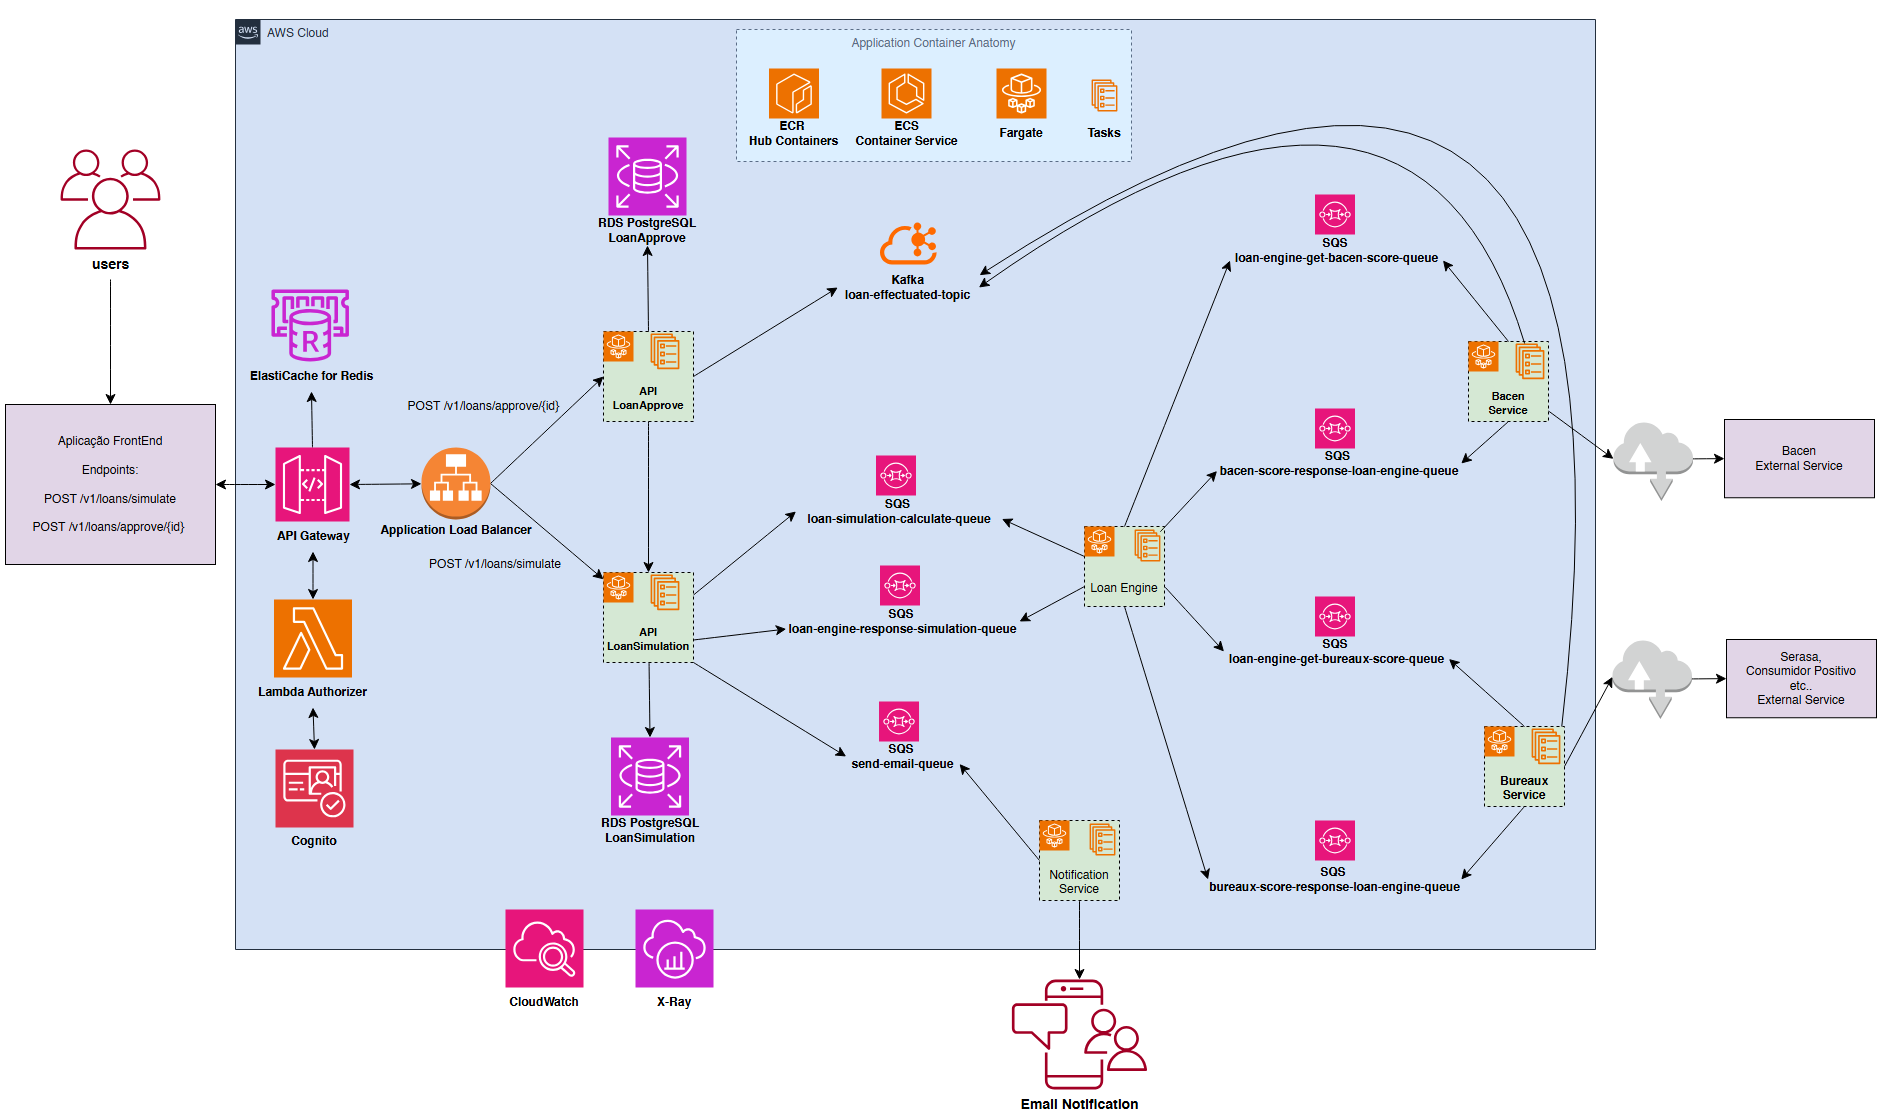 aws
AWS Cloud
Application Container Anatomy
ECR
Hub Containers
ECS
Container Service
Fargate
Tasks
users
Aplicação FrontEnd
Endpoints:
POST /v1/loans/simulate
POST /v1/loans/approve/{id}
R
ElastiCache for Redis
</>
API Gateway
Lambda Authorizer
Cognito
Application Load Balancer
POST /v1/loans/approve/{id}
POST /v1/loans/simulate
RDS PostgreSQL
LoanApprove
API
LoanApprove
API
LoanSimulation
RDS PostgreSQL
LoanSimulation
Kafka
loan-effectuated-topic
SQS
loan-simulation-calculate-queue
SQS
loan-engine-response-simulation-queue
SQS
send-email-queue
Loan Engine
Notification
Service
SQS
loan-engine-get-bacen-score-queue
SQS
bacen-score-response-loan-engine-queue
SQS
loan-engine-get-bureaux-score-queue
SQS
bureaux-score-response-loan-engine-queue
Bacen
Service
Bureaux
Service
Bacen
External Service
Serasa,
Consumidor Positivo
etc..
External Service
CloudWatch
X-Ray
Email Notification